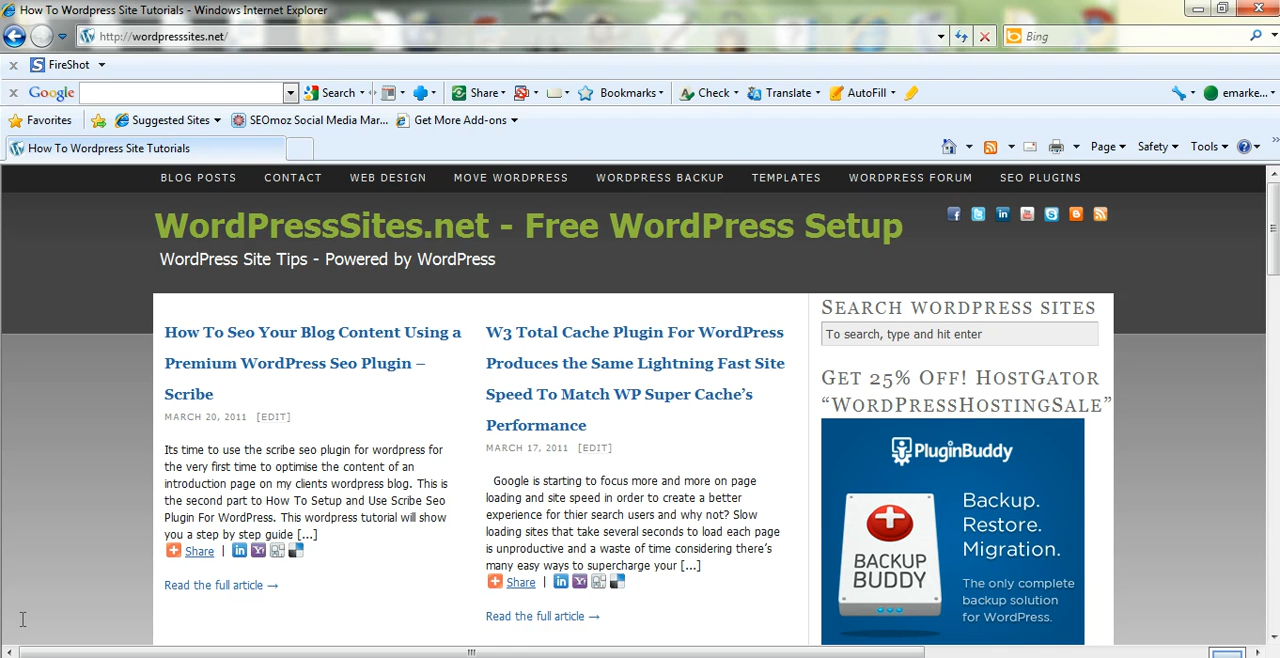 How To Wordpress Site Tutorials - Windows Internet Explorer
http://wordpresssites.net/
Bing
FireShot
Google
Search
Share
Bookmarks
Check
Translate
AutoFill
emarke...
Favorites
Suggested Sites
SEOmoz Social Media Mar...
Get More Add-ons
How To Wordpress Site Tutorials
Page
Safety
Tools
BLOG POSTS CONTACT WEB DESIGN MOVE WORDPRESS WORDPRESS BACKUP TEMPLATES WORDPRESS FORUM SEO PLUGINS
WordPressSites.net - Free WordPress Setup
WordPress Site Tips - Powered by WordPress
How To Seo Your Blog Content Using a
Premium WordPress Seo Plugin –
Scribe
MARCH 20, 2011 [EDIT]
Its time to use the scribe seo plugin for wordpress for
the very first time to optimise the content of an
introduction page on my clients wordpress blog. This is
the second part to How To Setup and Use Scribe Seo
Plugin For WordPress. This wordpress tutorial will show
you a step by step guide [...]
Share |
Read the full article →
W3 Total Cache Plugin For WordPress
Produces the Same Lightning Fast Site
Speed To Match WP Super Cache’s
Performance
MARCH 17, 2011 [EDIT]
Google is starting to focus more and more on page
loading and site speed in order to create a better
experience for thier search users and why not? Slow
loading sites that take several seconds to load each page
is unproductive and a waste of time considering there’s
many easy ways to supercharge your [...]
Share |
Read the full article →
SEARCH WORDPRESS SITES
To search, type and hit enter
GET 25% OFF! HOSTGATOR
“WORDPRESSHOSTINGSALE”
PluginBuddy
Backup.
Restore.
Migration.
BACKUP
BUDDY
The only complete
backup solution
for WordPress.